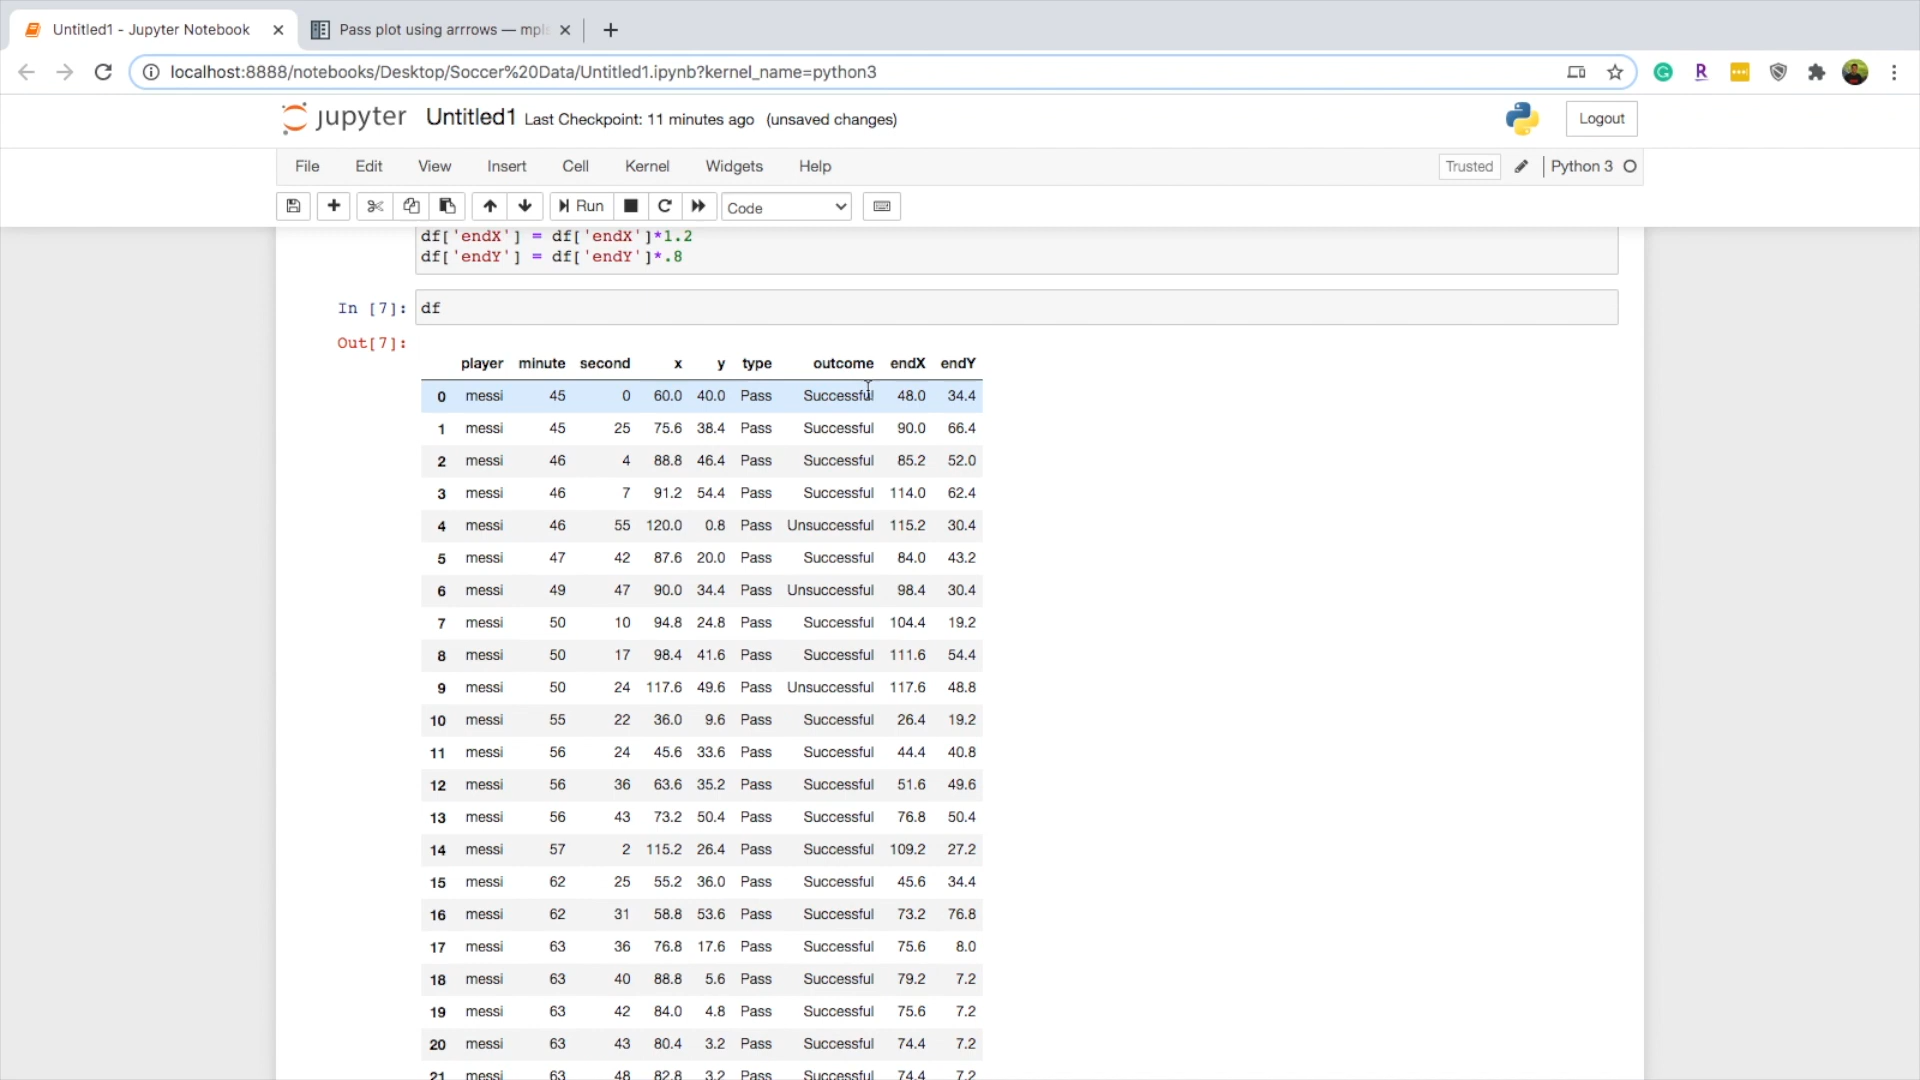 Untitled1 - Jupyter Notebook
Pass plot using arrrows — mpl
localhost:8888/notebooks/Desktop/Soccer%20Data/Untitled1.ipynb?kernel_name=python3
jupyter Untitled1 Last Checkpoint: 11 minutes ago (unsaved changes)
Logout
File Edit View Insert Cell Kernel Widgets Help
Trusted
Python 3
Run
Code
df['endX'] = df['endX']*1.2
df['endY'] = df['endY']*.8
In [7]: df
Out[7]:
player minute second x y type outcome endX endY
0 messi 45 0 60.0 40.0 Pass Successful 48.0 34.4
1 messi 45 25 75.6 38.4 Pass Successful 90.0 66.4
2 messi 46 4 88.8 46.4 Pass Successful 85.2 52.0
3 messi 46 7 91.2 54.4 Pass Successful 114.0 62.4
4 messi 46 55 120.0 0.8 Pass Unsuccessful 115.2 30.4
5 messi 47 42 87.6 20.0 Pass Successful 84.0 43.2
6 messi 49 47 90.0 34.4 Pass Unsuccessful 98.4 30.4
7 messi 50 10 94.8 24.8 Pass Successful 104.4 19.2
8 messi 50 17 98.4 41.6 Pass Successful 111.6 54.4
9 messi 50 24 117.6 49.6 Pass Unsuccessful 117.6 48.8
10 messi 55 22 36.0 9.6 Pass Successful 26.4 19.2
11 messi 56 24 45.6 33.6 Pass Successful 44.4 40.8
12 messi 56 36 63.6 35.2 Pass Successful 51.6 49.6
13 messi 56 43 73.2 50.4 Pass Successful 76.8 50.4
14 messi 57 2 115.2 26.4 Pass Successful 109.2 27.2
15 messi 62 25 55.2 36.0 Pass Successful 45.6 34.4
16 messi 62 31 58.8 53.6 Pass Successful 73.2 76.8
17 messi 63 36 76.8 17.6 Pass Successful 75.6 8.0
18 messi 63 40 88.8 5.6 Pass Successful 79.2 7.2
19 messi 63 42 84.0 4.8 Pass Successful 75.6 7.2
20 messi 63 43 80.4 3.2 Pass Successful 74.4 7.2
21 messi 63 48 82.8 3.2 Pass Successful 74.4 7.2